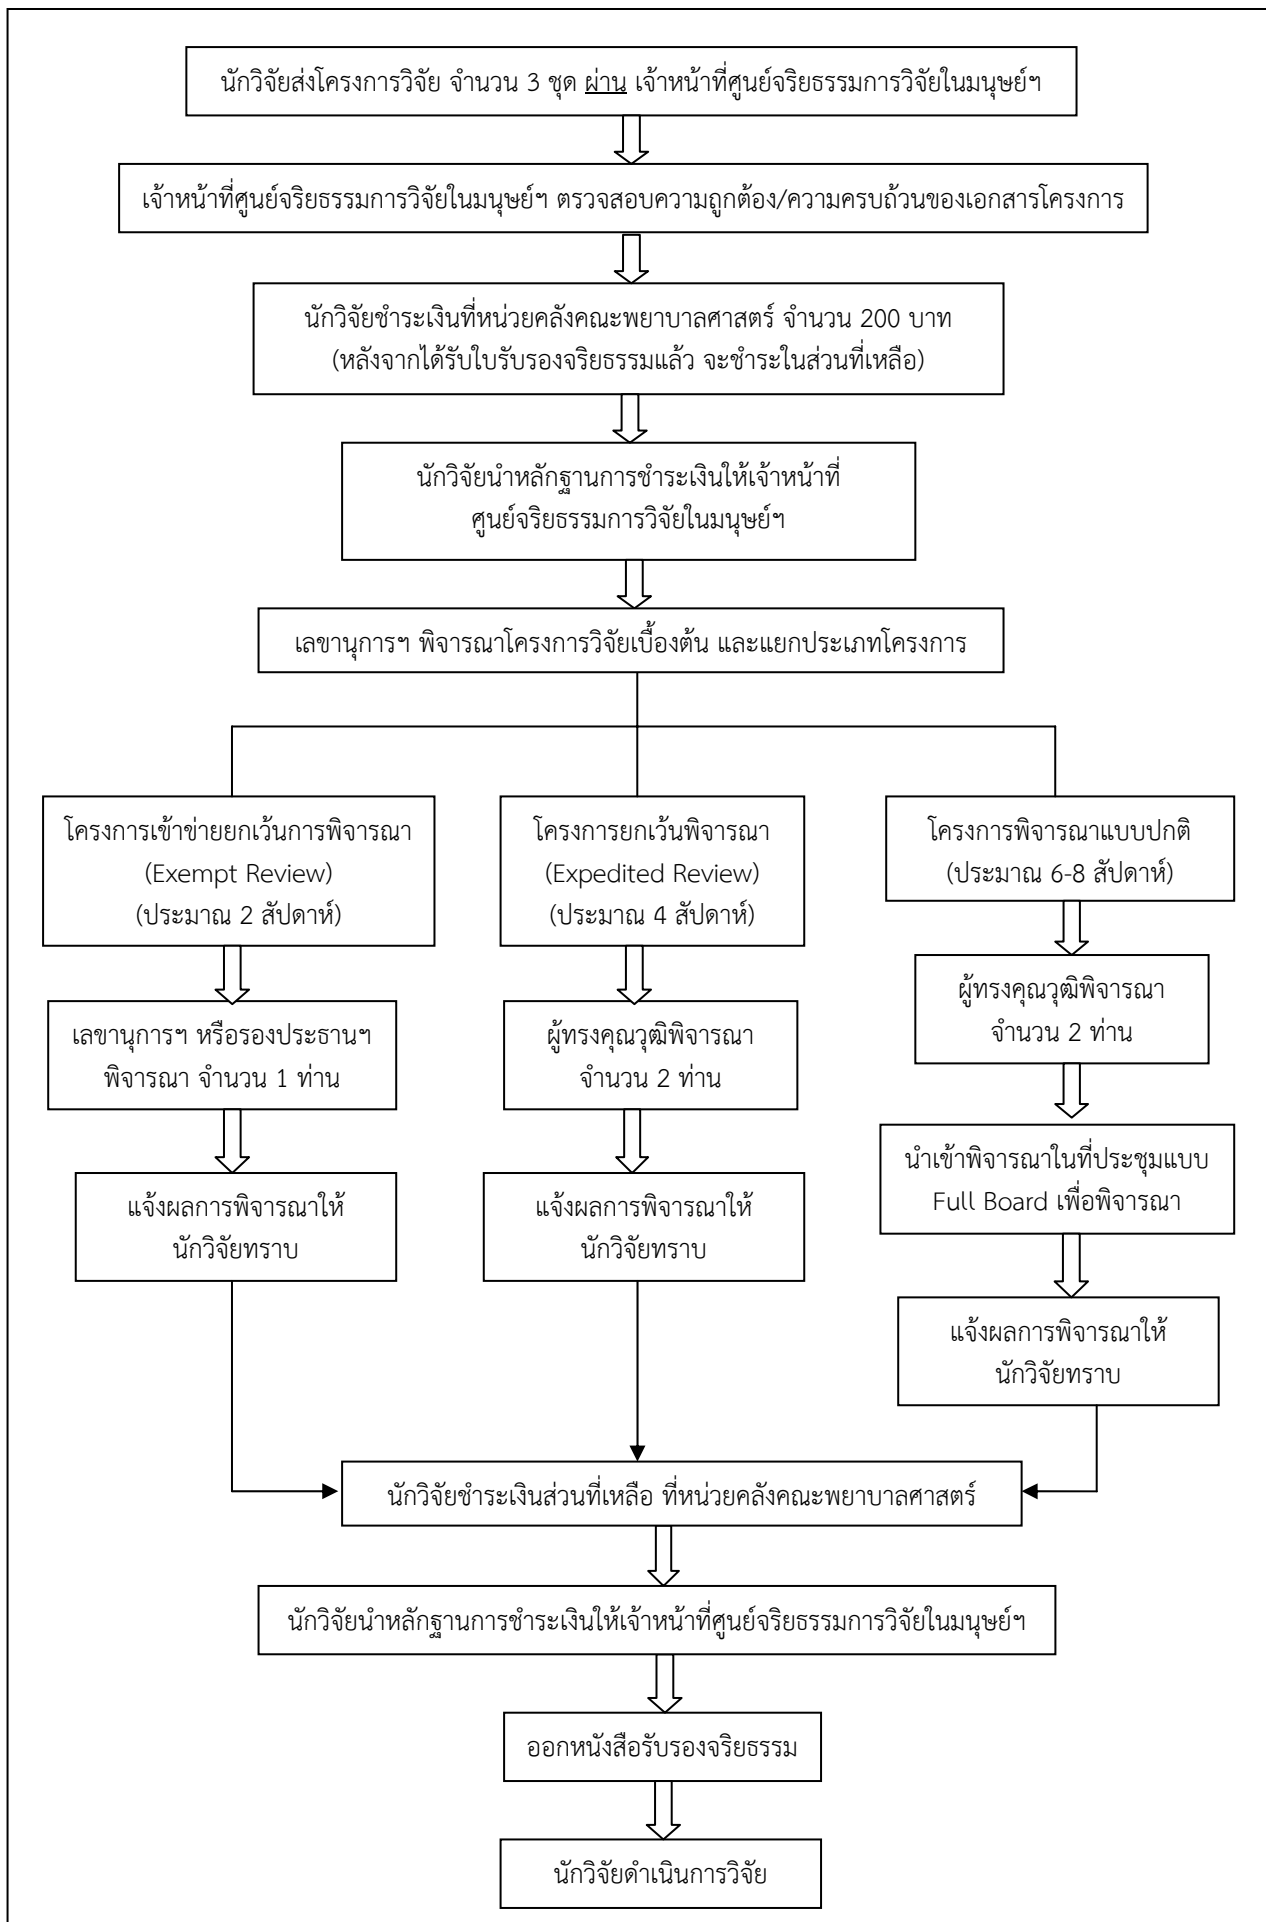 นักวิจัยส่งโครงการวิจัย จำนวน 3 ชุด ผ่าน เจ้าหน้าที่ศูนย์จริยธรรมการวิจัยในมนุษย์ฯ
เจ้าหน้าที่ศูนย์จริยธรรมการวิจัยในมนุษย์ฯ ตรวจสอบความถูกต้อง/ความครบถ้วนของเอกสารโครงการ
นักวิจัยชำระเงินที่หน่วยคลังคณะพยาบาลศาสตร์ จำนวน 200 บาท
(หลังจากได้รับใบรับรองจริยธรรมแล้ว จะชำระในส่วนที่เหลือ)
นักวิจัยนำหลักฐานการชำระเงินให้เจ้าหน้าที่
ศูนย์จริยธรรมการวิจัยในมนุษย์ฯ
เลขานุการฯ พิจารณาโครงการวิจัยเบื้องต้น และแยกประเภทโครงการ
โครงการเข้าข่ายยกเว้นการพิจารณา
(Exempt Review)
(ประมาณ 2 สัปดาห์)
เลขานุการฯ หรือรองประธานฯ
พิจารณา จำนวน 1 ท่าน
แจ้งผลการพิจารณาให้
นักวิจัยทราบ
โครงการยกเว้นพิจารณา
(Expedited Review)
(ประมาณ 4 สัปดาห์)
ผู้ทรงคุณวุฒิพิจารณา
จำนวน 2 ท่าน
แจ้งผลการพิจารณาให้
นักวิจัยทราบ
โครงการพิจารณาแบบปกติ
(ประมาณ 6-8 สัปดาห์)
ผู้ทรงคุณวุฒิพิจารณา
จำนวน 2 ท่าน
นำเข้าพิจารณาในที่ประชุมแบบ
Full Board เพื่อพิจารณา
แจ้งผลการพิจารณาให้
นักวิจัยทราบ
นักวิจัยชำระเงินส่วนที่เหลือ ที่หน่วยคลังคณะพยาบาลศาสตร์
นักวิจัยนำหลักฐานการชำระเงินให้เจ้าหน้าที่ศูนย์จริยธรรมการวิจัยในมนุษย์ฯ
ออกหนังสือรับรองจริยธรรม
นักวิจัยดำเนินการวิจัย